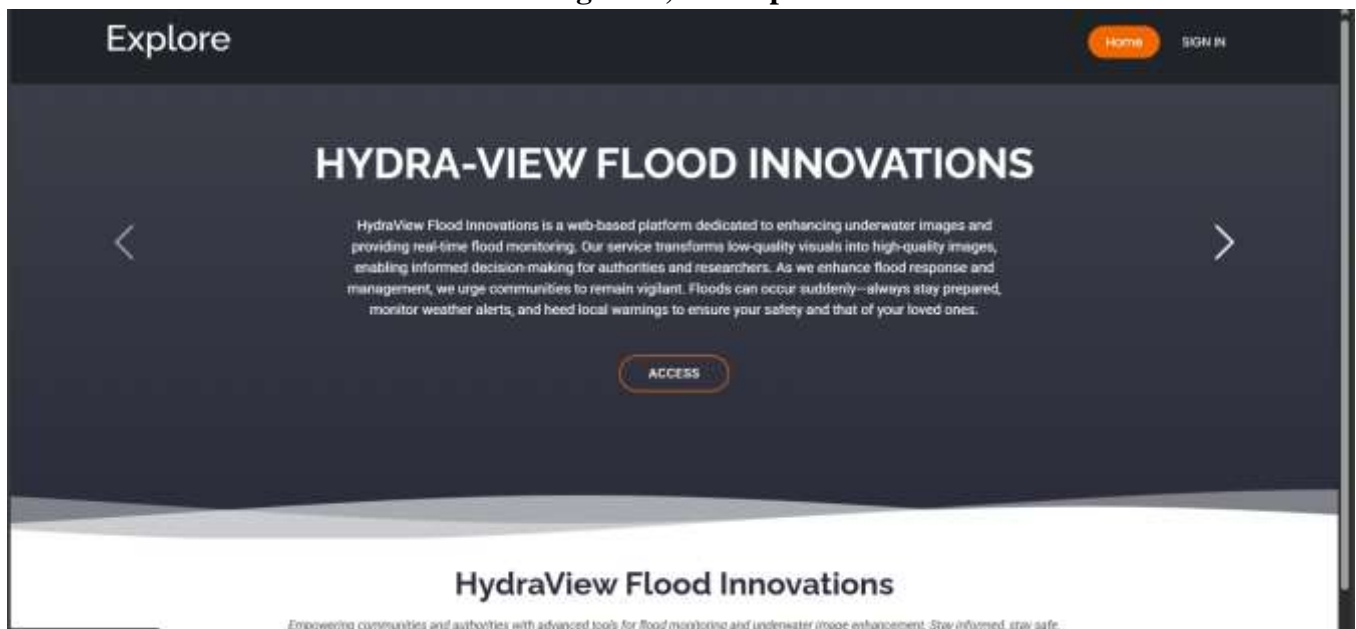 Explore
Home
SIGN IN
HYDRA-VIEW FLOOD INNOVATIONS
HydraView Flood Innovations is a web-based platform dedicated to enhancing underwater images and
providing real-time flood monitoring. Our service transforms low-quality visuals into high-quality images,
enabling informed decision-making for authorities and researchers. As we enhance flood response and
management, we urge communities to remain vigilant. Floods can occur suddenly—always stay prepared,
monitor weather alerts, and heed local warnings to ensure your safety and that of your loved ones.
ACCESS
HydraView Flood Innovations
Empowering communities and authorities with advanced tools for flood monitoring and underwater image enhancement. Stay informed, stay safe.